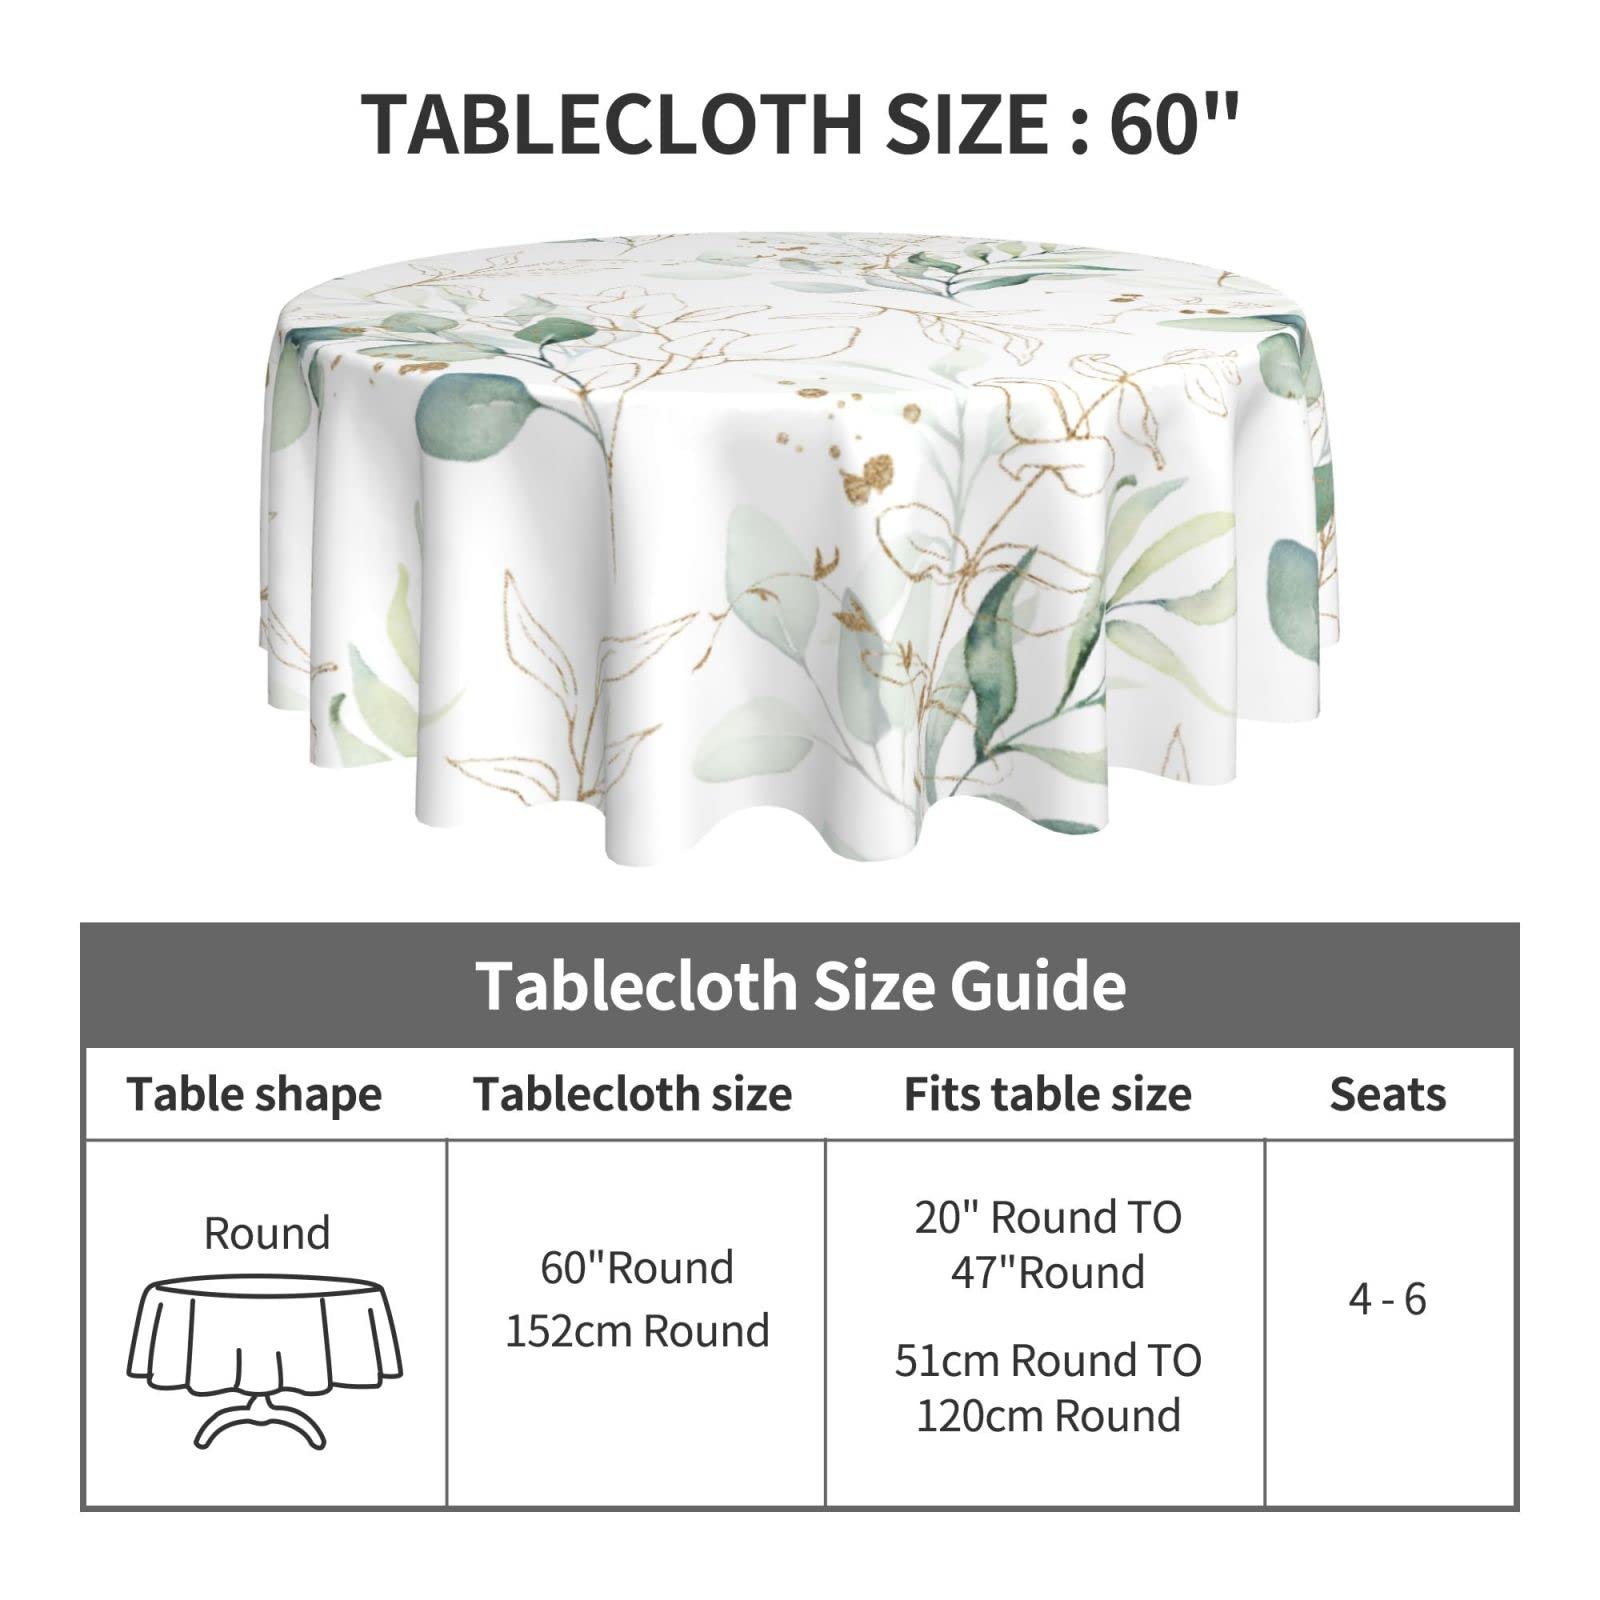 TABLECLOTH SIZE : 60"
Tablecloth Size Guide
Table shape
Tablecloth size
Fits table size
Seats
Round
60"Round
152cm Round
20" Round TO
47"Round
51cm Round TO
120cm Round
4 - 6